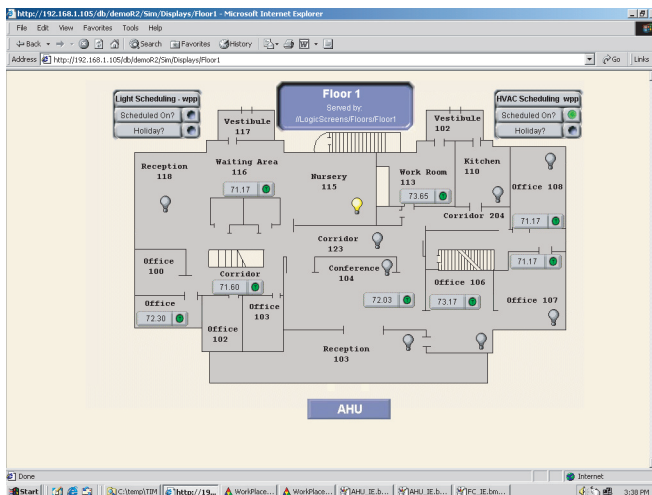 http://192.168.1.105/db/demoR2/Sim/Displays/Floor1 - Microsoft Internet Explorer
File Edit View Favorites Tools Help
Back Search Favorites History
Address http://192.168.1.105/db/demoR2/Sim/Displays/Floor1 Go Links
Light Scheduling - wpp
Scheduled On?
Holiday?
Floor 1
Served by:
//LogicScreens/Floors/Floor1
HVAC Scheduling wpp
Scheduled On?
Holiday?
Vestibule
117
Vestibule
102
Reception
118
Waiting Area
116
71.17
Nursery
115
Work Room
113
73.65
Kitchen
110
Office 108
71.17
Corridor 204
Corridor
123
Office
100
Corridor
71.60
Conference
104
72.03
71.17
Office 106
73.17
Office 107
Office
72.30
Office
102
Office
103
Reception
103
AHU
Done Internet
Start C:\temp\TIM http://19... WorkPlace... WorkPlace... AHU_IE.b... AHU_IE.b... FC_IE.bm... 3:38 PM